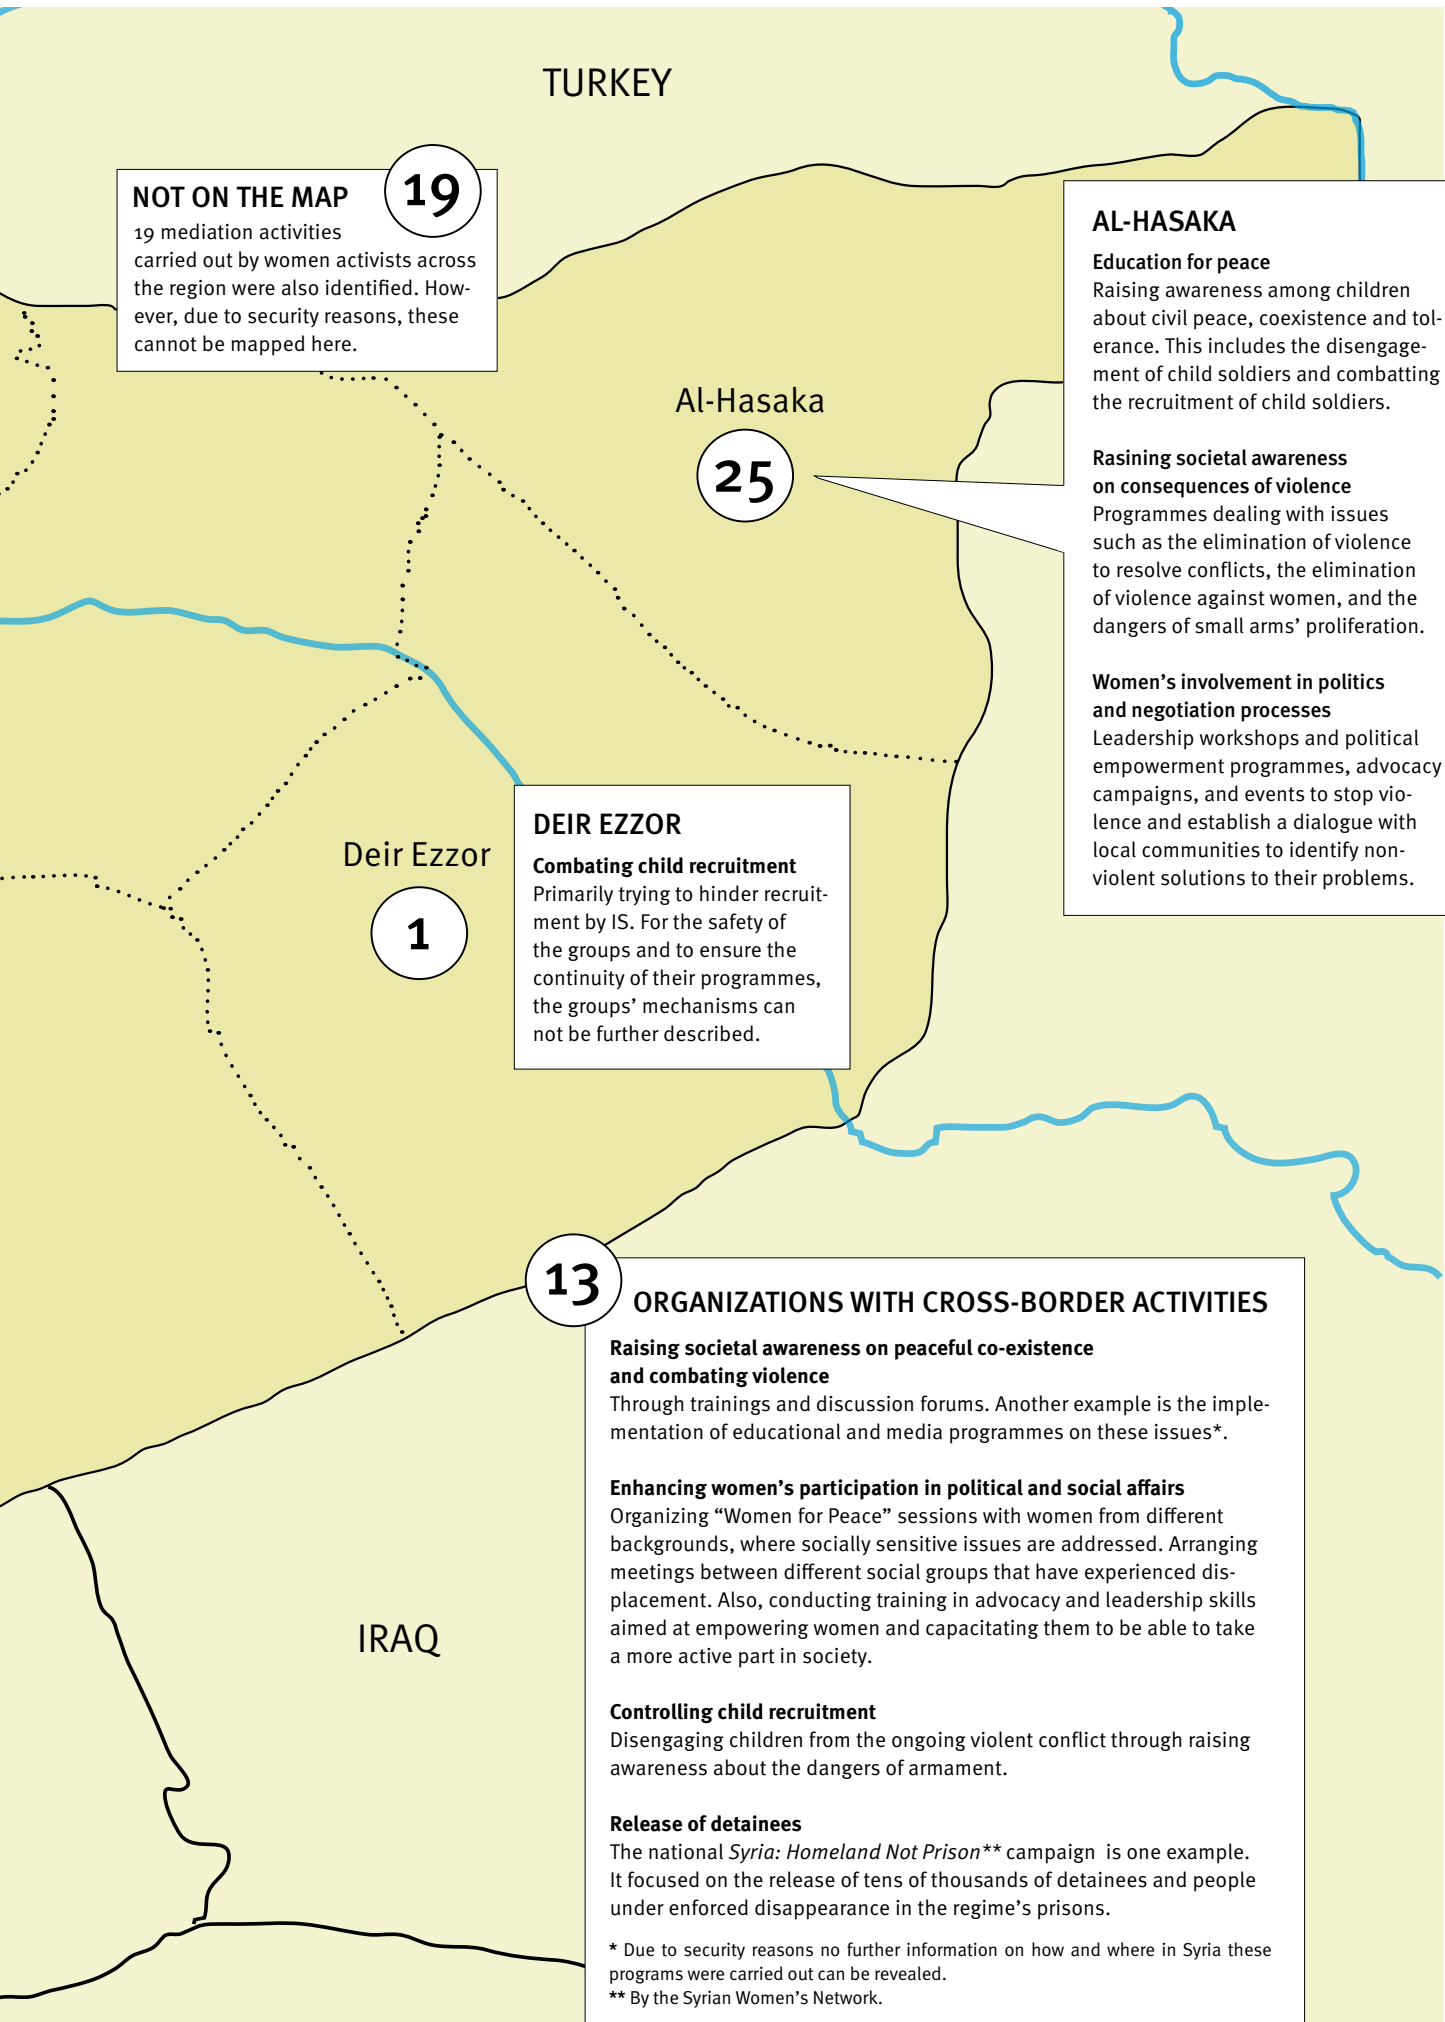 TURKEY
NOT ON THE MAP
19
19 mediation activities
carried out by women activists across
the region were also identified. How-
ever, due to security reasons, these
cannot be mapped here.
Al-Hasaka
25
AL-HASAKA
Education for peace
Raising awareness among children
about civil peace, coexistence and tol-
erance. This includes the disengage-
ment of child soldiers and combatting
the recruitment of child soldiers.
Rasining societal awareness
on consequences of violence
Programmes dealing with issues
such as the elimination of violence
to resolve conflicts, the elimination
of violence against women, and the
dangers of small arms’ proliferation.
Women’s involvement in politics
and negotiation processes
Leadership workshops and political
empowerment programmes, advocacy
campaigns, and events to stop vio-
lence and establish a dialogue with
local communities to identify non-
violent solutions to their problems.
Deir Ezzor
1
DEIR EZZOR
Combating child recruitment
Primarily trying to hinder recruit-
ment by IS. For the safety of
the groups and to ensure the
continuity of their programmes,
the groups’ mechanisms can
not be further described.
13
ORGANIZATIONS WITH CROSS-BORDER ACTIVITIES
Raising societal awareness on peaceful co-existence
and combating violence
Through trainings and discussion forums. Another example is the imple-
mentation of educational and media programmes on these issues*.
Enhancing women’s participation in political and social affairs
Organizing “Women for Peace” sessions with women from different
backgrounds, where socially sensitive issues are addressed. Arranging
meetings between different social groups that have experienced dis-
placement. Also, conducting training in advocacy and leadership skills
aimed at empowering women and capacitating them to be able to take
a more active part in society.
Controlling child recruitment
Disengaging children from the ongoing violent conflict through raising
awareness about the dangers of armament.
Release of detainees
The national Syria: Homeland Not Prison** campaign is one example.
It focused on the release of tens of thousands of detainees and people
under enforced disappearance in the regime’s prisons.
* Due to security reasons no further information on how and where in Syria these
programs were carried out can be revealed.
** By the Syrian Women’s Network.
IRAQ